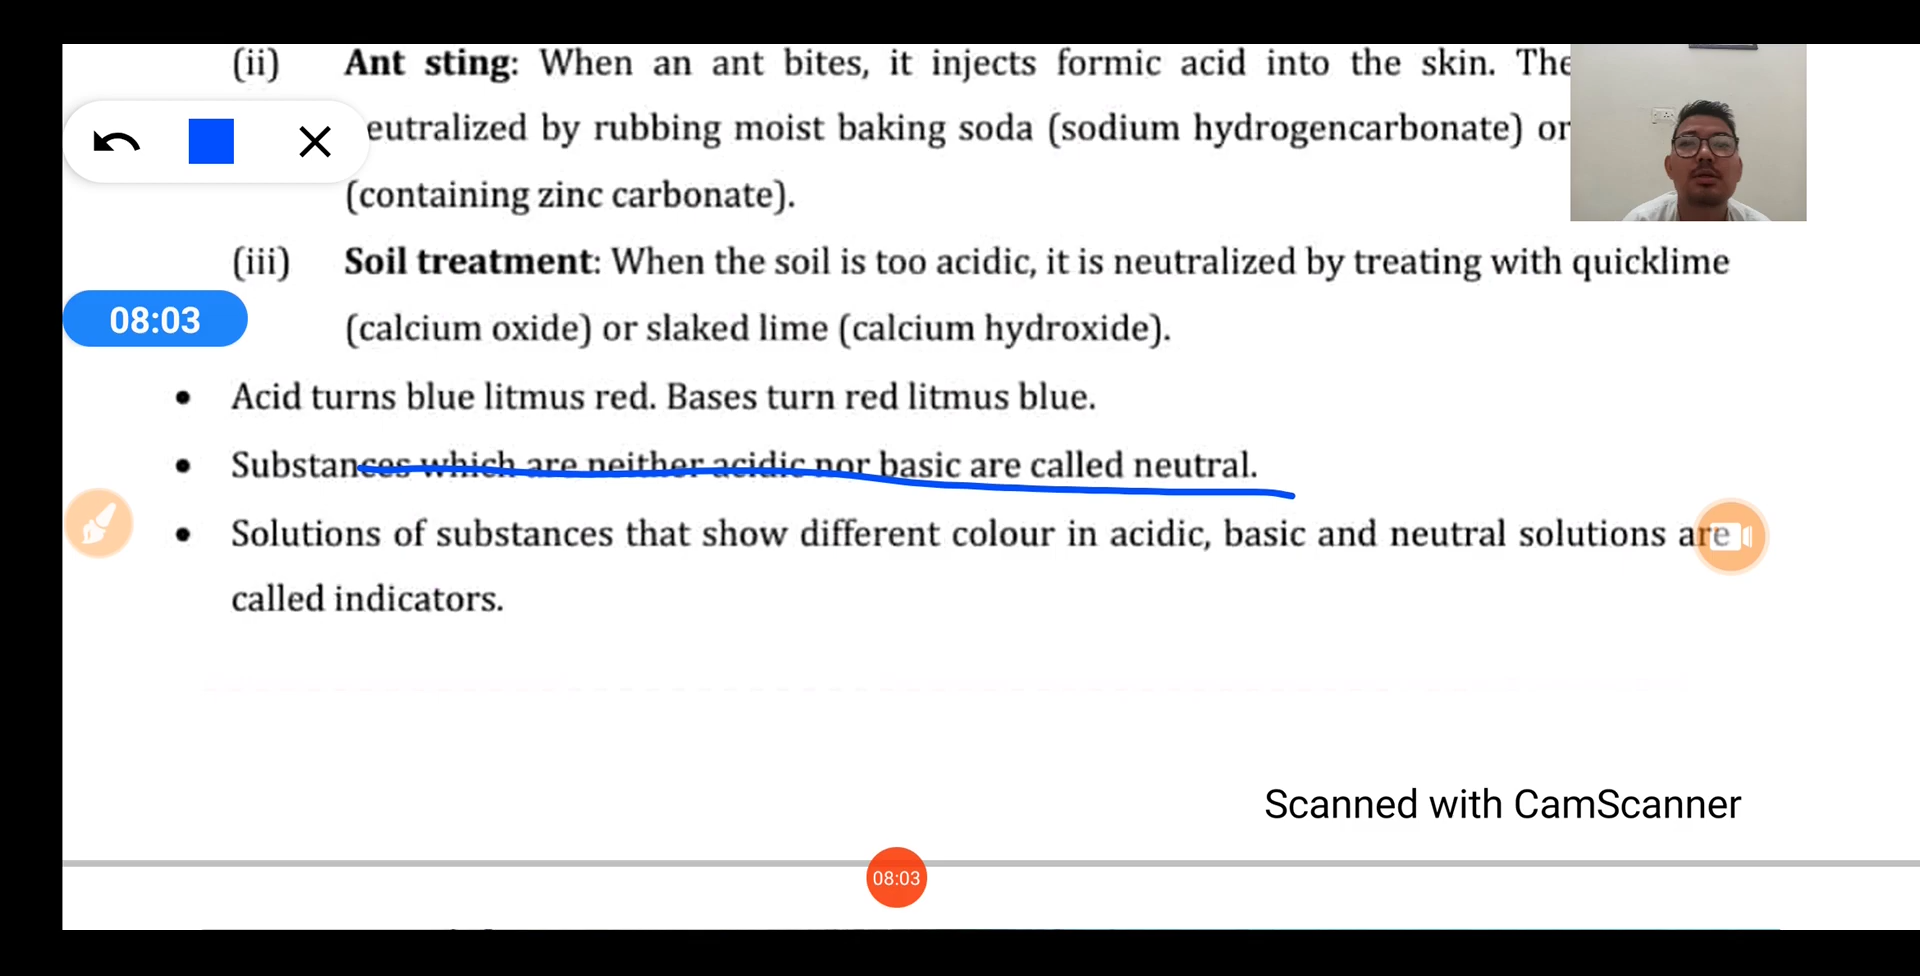 (ii) Ant sting: When an ant bites, it injects formic acid into the skin. The
eutralized by rubbing moist baking soda (sodium hydrogencarbonate) or
(containing zinc carbonate).
(iii) Soil treatment: When the soil is too acidic, it is neutralized by treating with quicklime
08:03
(calcium oxide) or slaked lime (calcium hydroxide).
• Acid turns blue litmus red. Bases turn red litmus blue.
• Substances which are neither acidic nor basic are called neutral.
• Solutions of substances that show different colour in acidic, basic and neutral solutions are
called indicators.
Scanned with CamScanner
08:03